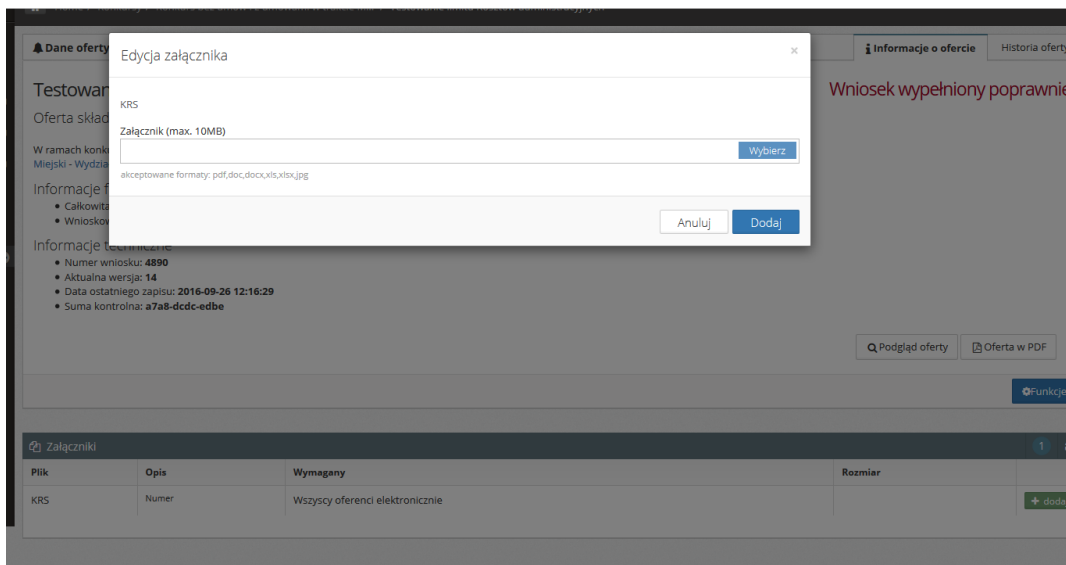 Dane oferty
Edycja załącznika
×
Informacje o ofercie
Historia oferty
Testowan
Wniosek wypełniony poprawnie
KRS
Oferta skład
Załącznik (max. 10MB)
Wybierz
W ramach konku
Miejski - Wydzia
akceptowane formaty: pdf,doc,docx,xls,xlsx,jpg
Informacje f
Całkowita
Wnioskow
Anuluj
Dodaj
Informacje techniczne
Numer wniosku: 4890
Aktualna wersja: 14
Data ostatniego zapisu: 2016-09-26 12:16:29
Suma kontrolna: a7a8-dcdc-edbe
Podgląd oferty
Oferta w PDF
Funkcje
Załączniki
1
Plik
Opis
Wymagany
Rozmiar
KRS
Numer
Wszyscy oferenci elektronicznie
+ doda